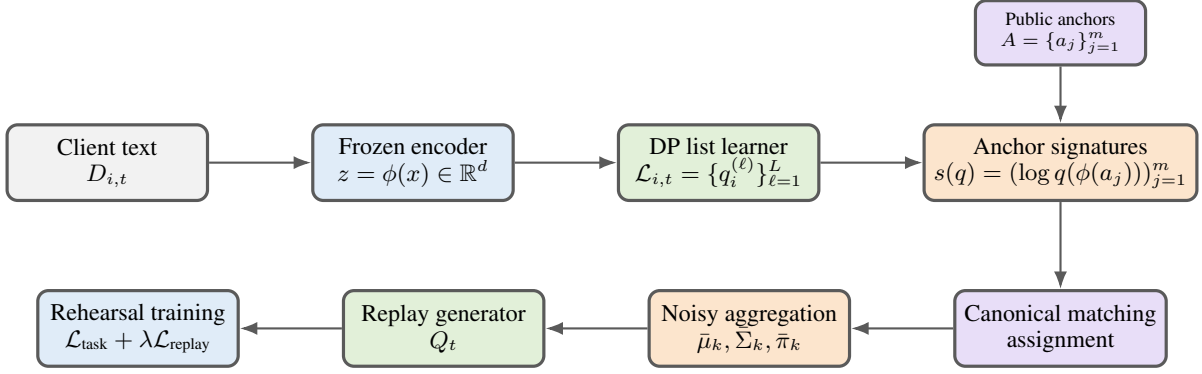 Public anchors
A = {a_j}_{j=1}^m
Client text
D_{i,t}
Frozen encoder
z = ϕ(x) ∈ ℝ^d
DP list learner
ℒ_{i,t} = {q_i^{(ℓ)}}_{ℓ=1}^L
Anchor signatures
s(q) = (log q(ϕ(a_j)))_{j=1}^m
Rehearsal training
ℒ_task + λℒ_replay
Replay generator
Q_t
Noisy aggregation
μ̄_k, Σ̄_k, π̄_k
Canonical matching
assignment